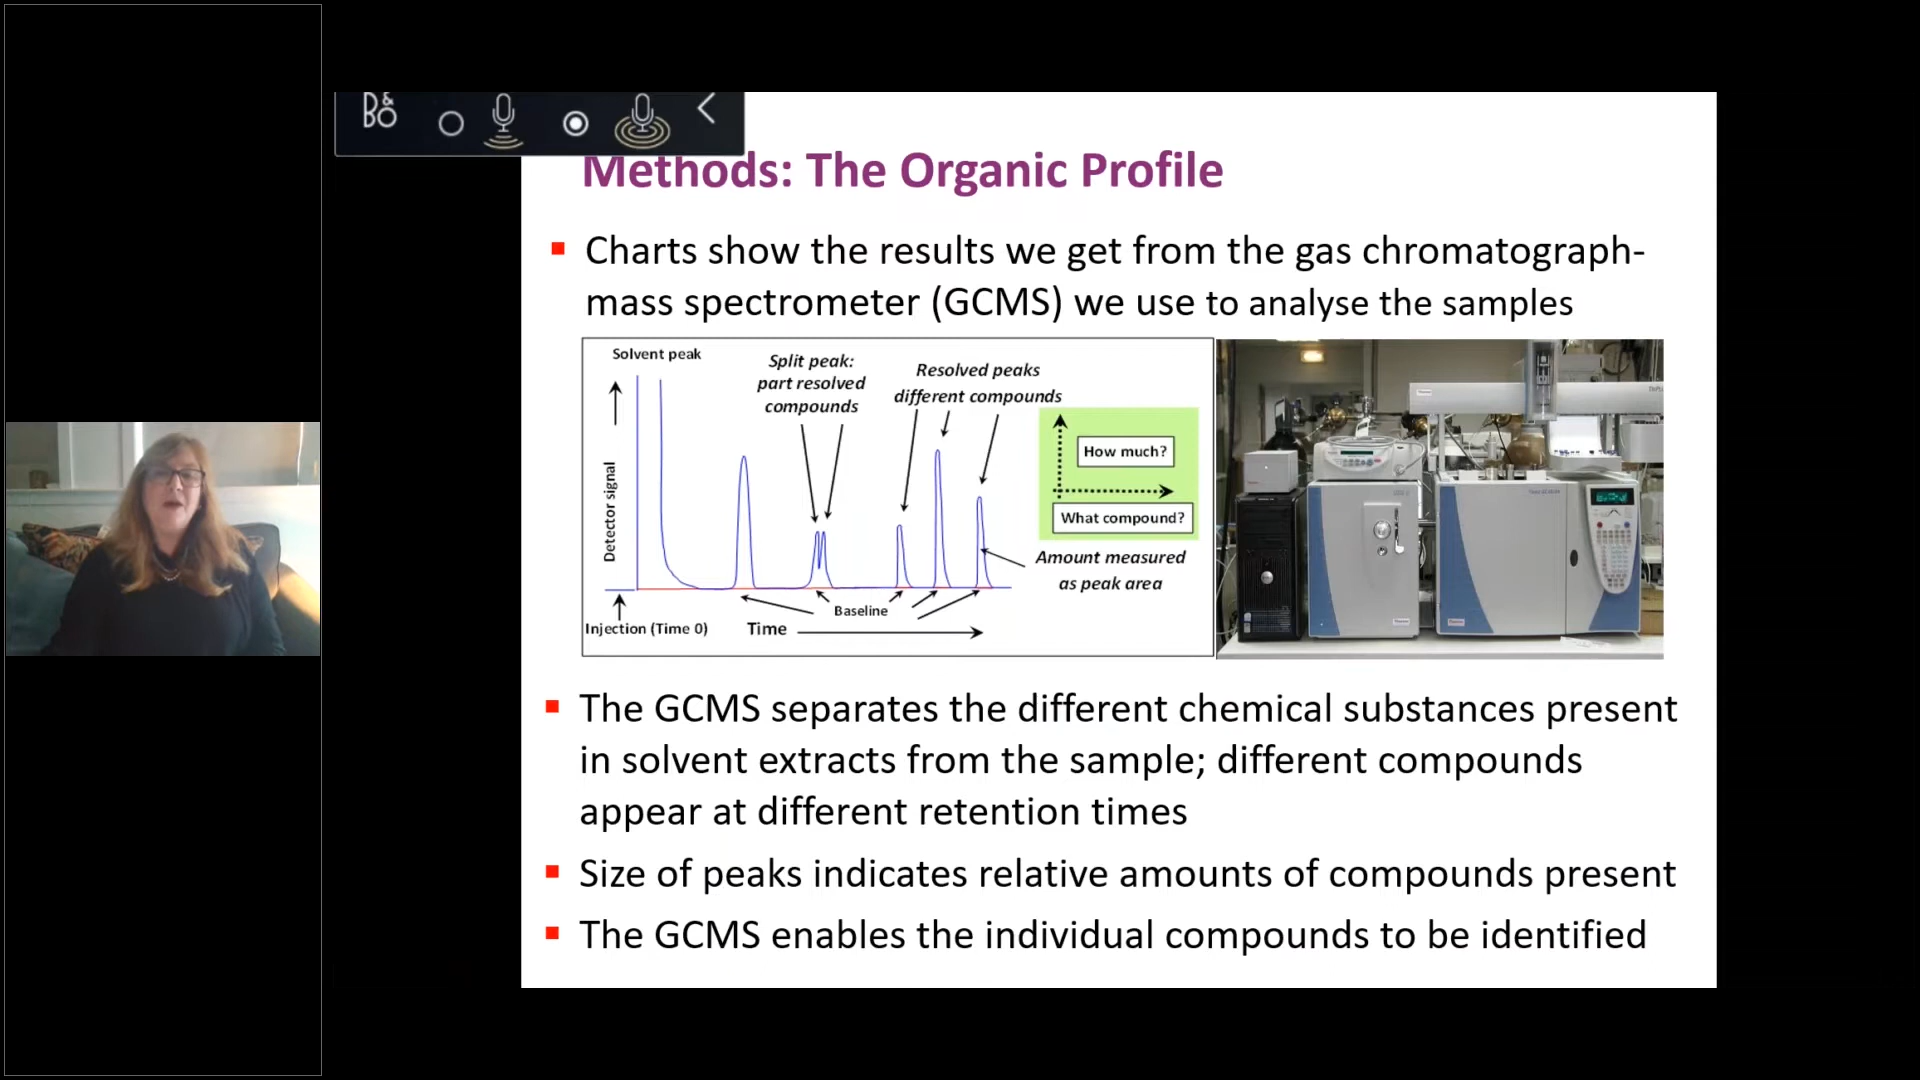 B&O
Methods: The Organic Profile
Charts show the results we get from the gas chromatograph-
mass spectrometer (GCMS) we use to analyse the samples
Solvent peak
Split peak:
part resolved
compounds
Resolved peaks
different compounds
How much?
What compound?
Detector signal
Amount measured
as peak area
Baseline
Injection (Time 0)
Time
The GCMS separates the different chemical substances present
in solvent extracts from the sample; different compounds
appear at different retention times
Size of peaks indicates relative amounts of compounds present
The GCMS enables the individual compounds to be identified